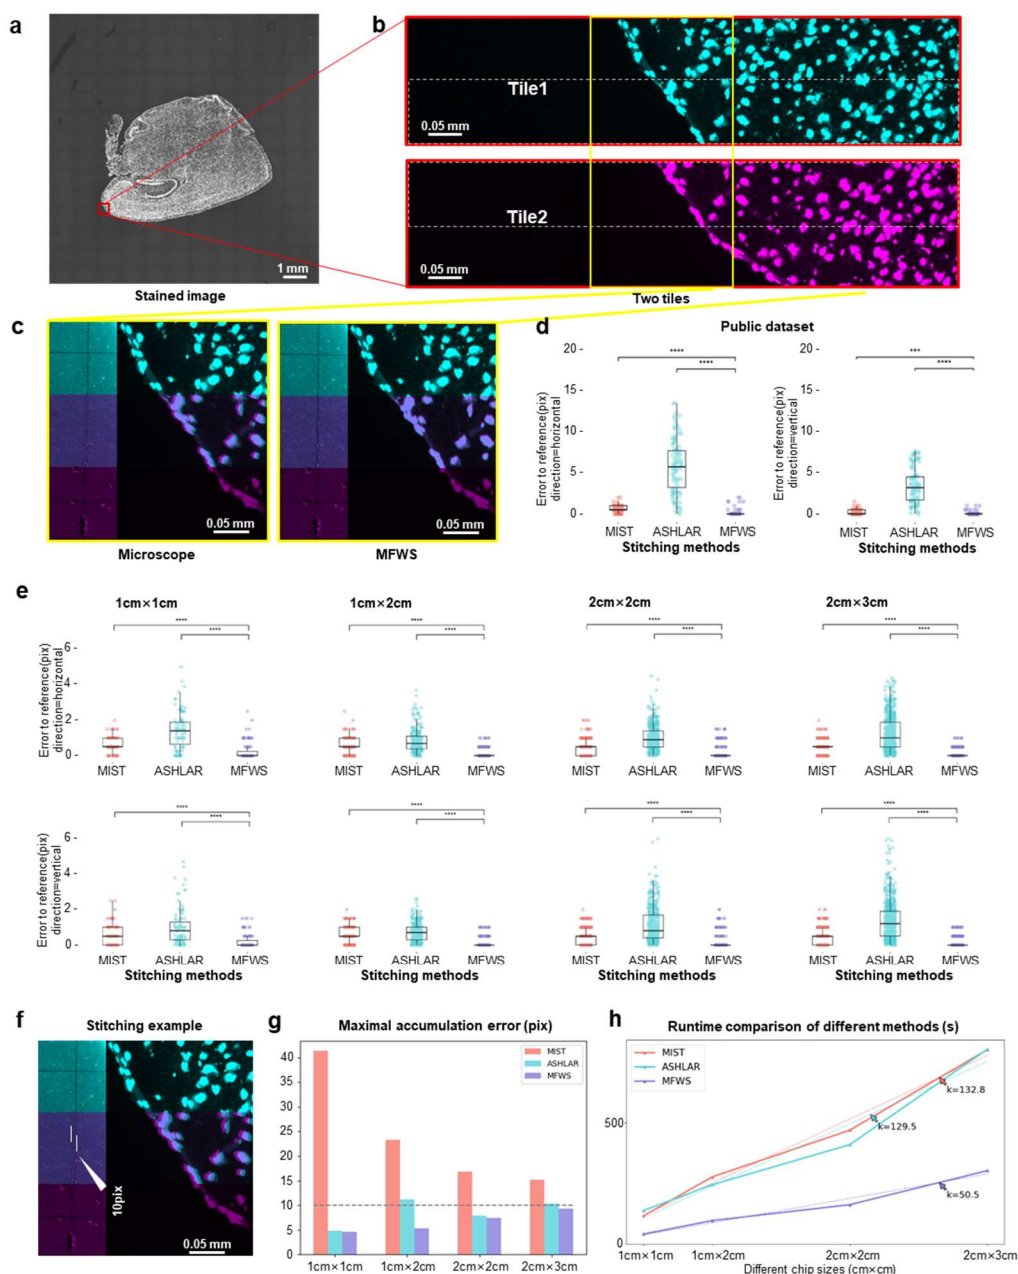 a
1 mm
Stained image
b
Tile1
0.05 mm
Tile2
0.05 mm
Two tiles
c
0.05 mm
0.05 mm
Microscope
MFWS
d
Public dataset
Error to reference(pix)
direction=horizontal
20
15
10
5
0
****
****
MIST ASHLAR MFWS
Stitching methods
Error to reference(pix)
direction=vertical
20
15
10
5
0
***
****
MIST ASHLAR MFWS
Stitching methods
e
1cm×1cm 1cm×2cm 2cm×2cm 2cm×3cm
**** **** **** ****
**** **** **** ****
Error to reference(pix)
direction=horizontal
6
4
2
0
MIST ASHLAR MFWS MIST ASHLAR MFWS MIST ASHLAR MFWS MIST ASHLAR MFWS
**** **** **** ****
**** **** **** ****
Error to reference(pix)
direction=vertical
6
4
2
0
MIST ASHLAR MFWS MIST ASHLAR MFWS MIST ASHLAR MFWS MIST ASHLAR MFWS
Stitching methods Stitching methods Stitching methods Stitching methods
f
Stitching example
10pix
0.05 mm
g
Maximal accumulation error (pix)
MIST
ASHLAR
MFWS
40
35
30
25
20
15
10
5
0
1cm×1cm 1cm×2cm 2cm×2cm 2cm×3cm
h
Runtime comparison of different methods (s)
MIST
ASHLAR
MFWS
500
0
k=132.8
k=129.5
k=50.5
1cm×1cm 1cm×2cm 2cm×2cm 2cm×3cm
Different chip sizes (cm×cm)